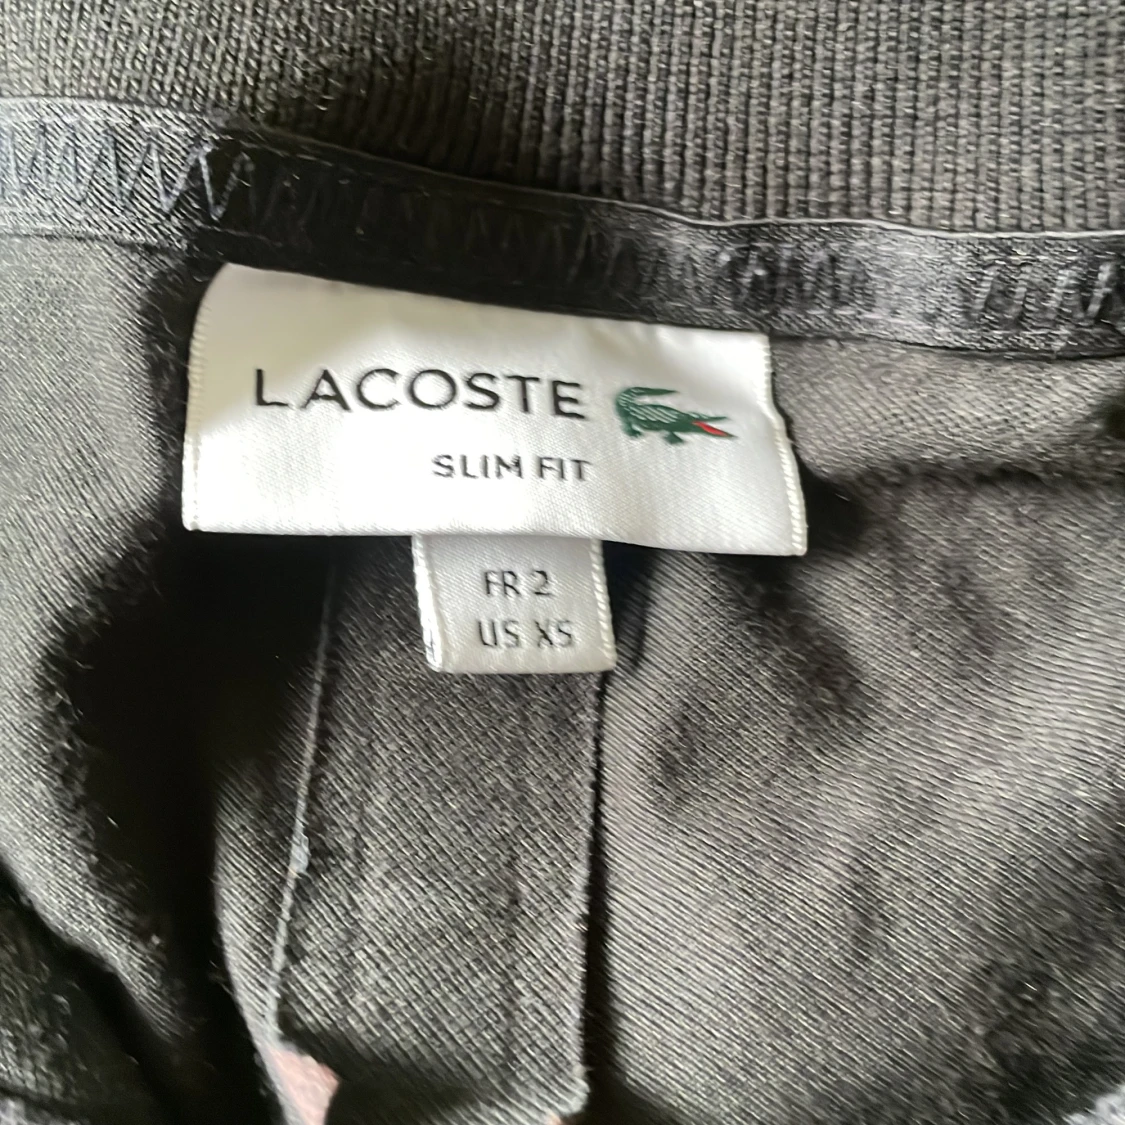 LACOSTE
SLIM FIT
FR 2
US XS